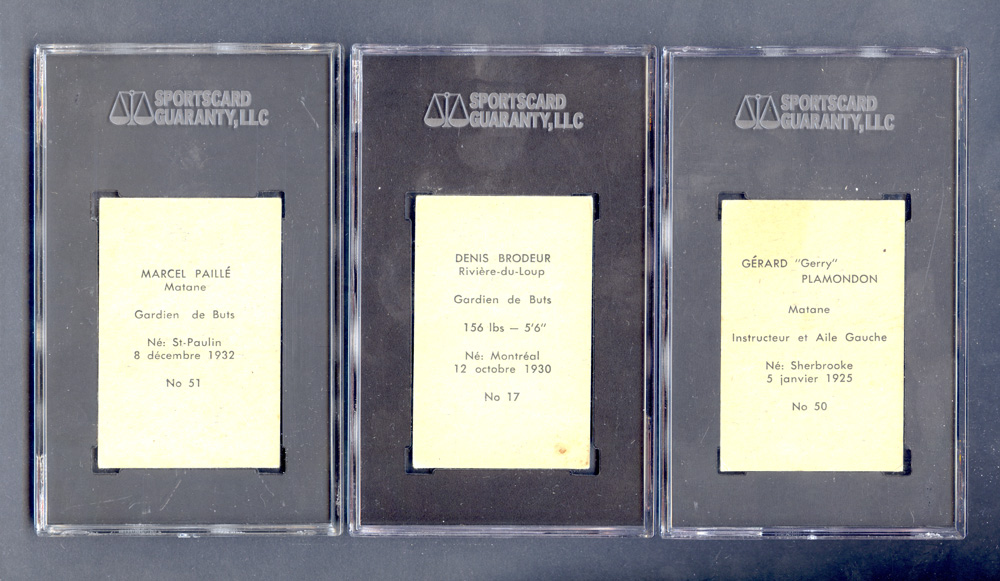 SPORTSCARD
GUARANTY, LLC
MARCEL PAILLÉ
Matane
Gardien de Buts
Né: St-Paulin
8 décembre 1932
No 51
SPORTSCARD
GUARANTY, LLC
DENIS BRODEUR
Rivière-du-Loup
Gardien de Buts
156 lbs — 5'6"
Né: Montréal
12 octobre 1930
No 17
SPORTSCARD
GUARANTY, LLC
GÉRARD "Gerry"
PLAMONDON
Matane
Instructeur et Aile Gauche
Né: Sherbrooke
5 janvier 1925
No 50